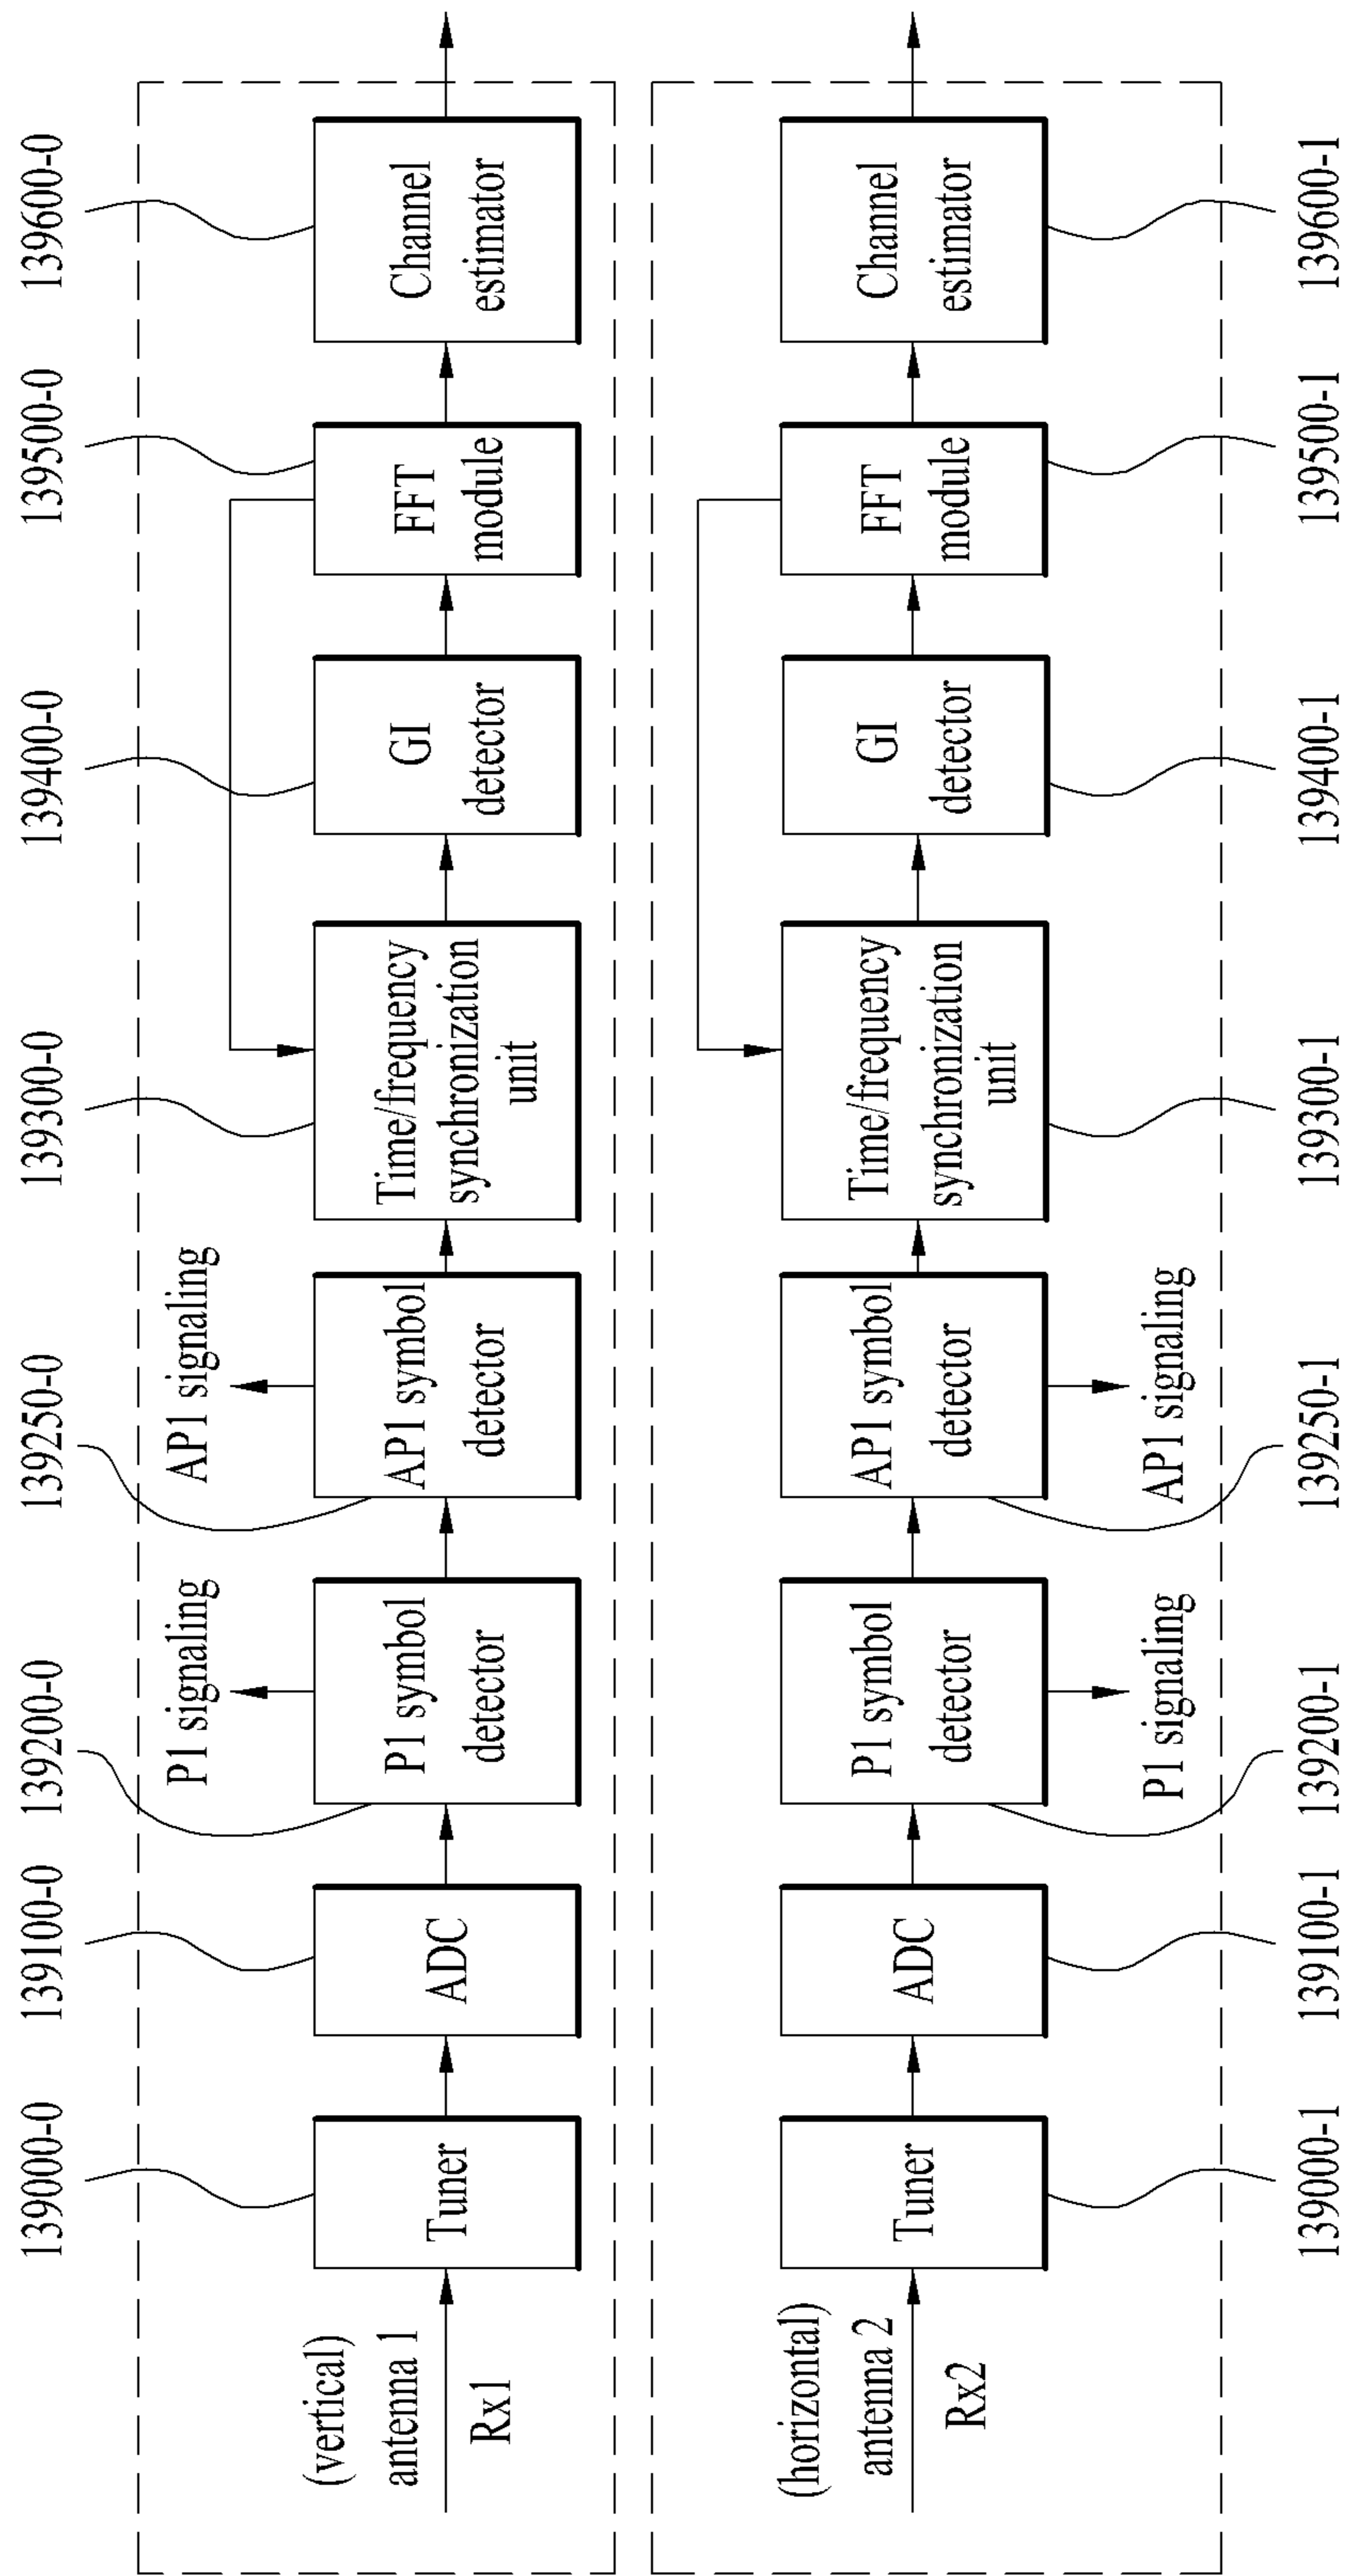 139000-0
139100-0
139200-0
139250-0
139300-0
139400-0
139500-0
139600-0
P1 signaling
AP1 signaling
(vertical)
antenna 1
Rx1
Tuner
ADC
P1 symbol
detector
AP1 symbol
detector
Time/frequency
synchronization
unit
GI
detector
FFT
module
Channel
estimator
(horizontal)
antenna 2
Rx2
Tuner
ADC
P1 symbol
detector
AP1 symbol
detector
Time/frequency
synchronization
unit
GI
detector
FFT
module
Channel
estimator
P1 signaling
AP1 signaling
139000-1
139100-1
139200-1
139250-1
139300-1
139400-1
139500-1
139600-1